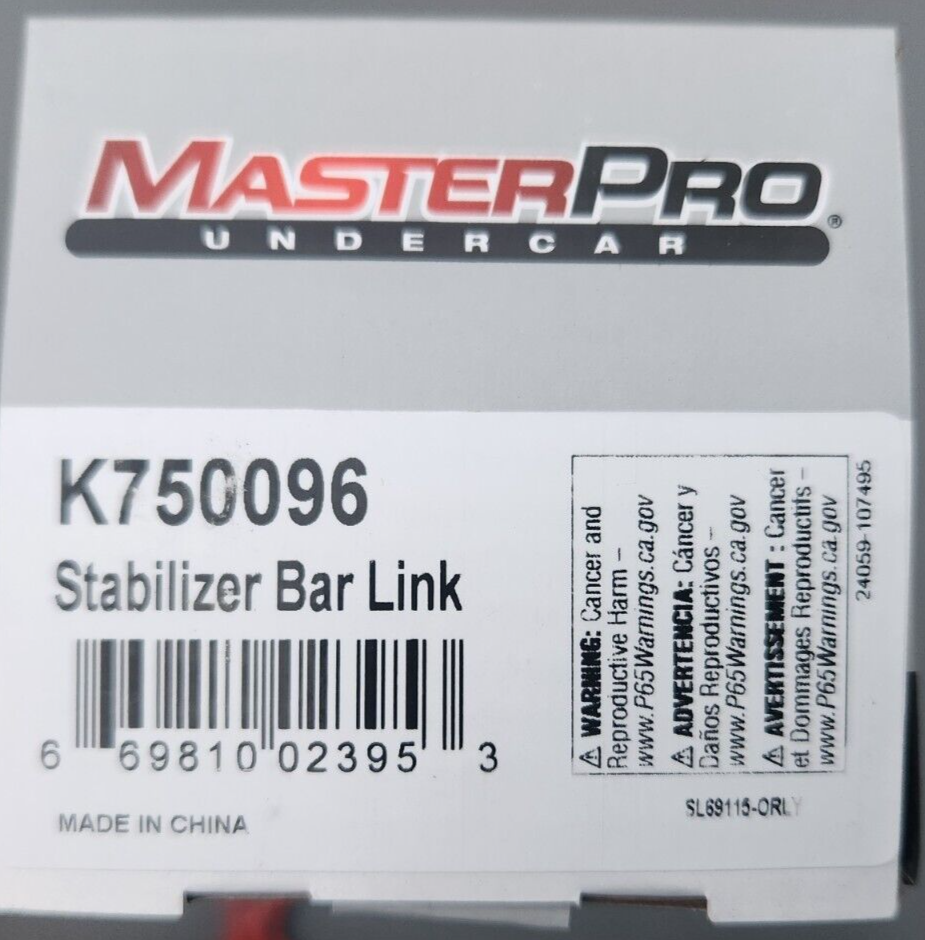 MASTERPRO®
UNDERCAR
K750096
Stabilizer Bar Link
6 69810 02395 3
MADE IN CHINA
⚠ WARNING: Cancer and
Reproductive Harm –
www.P65Warnings.ca.gov
⚠ ADVERTENCIA: Cáncer y
Daños Reproductivos –
www.P65Warnings.ca.gov
⚠ AVERTISSEMENT : Cancer
et Dommages Reproductifs –
www.P65Warnings.ca.gov
24059-107495
SL69115-ORLY